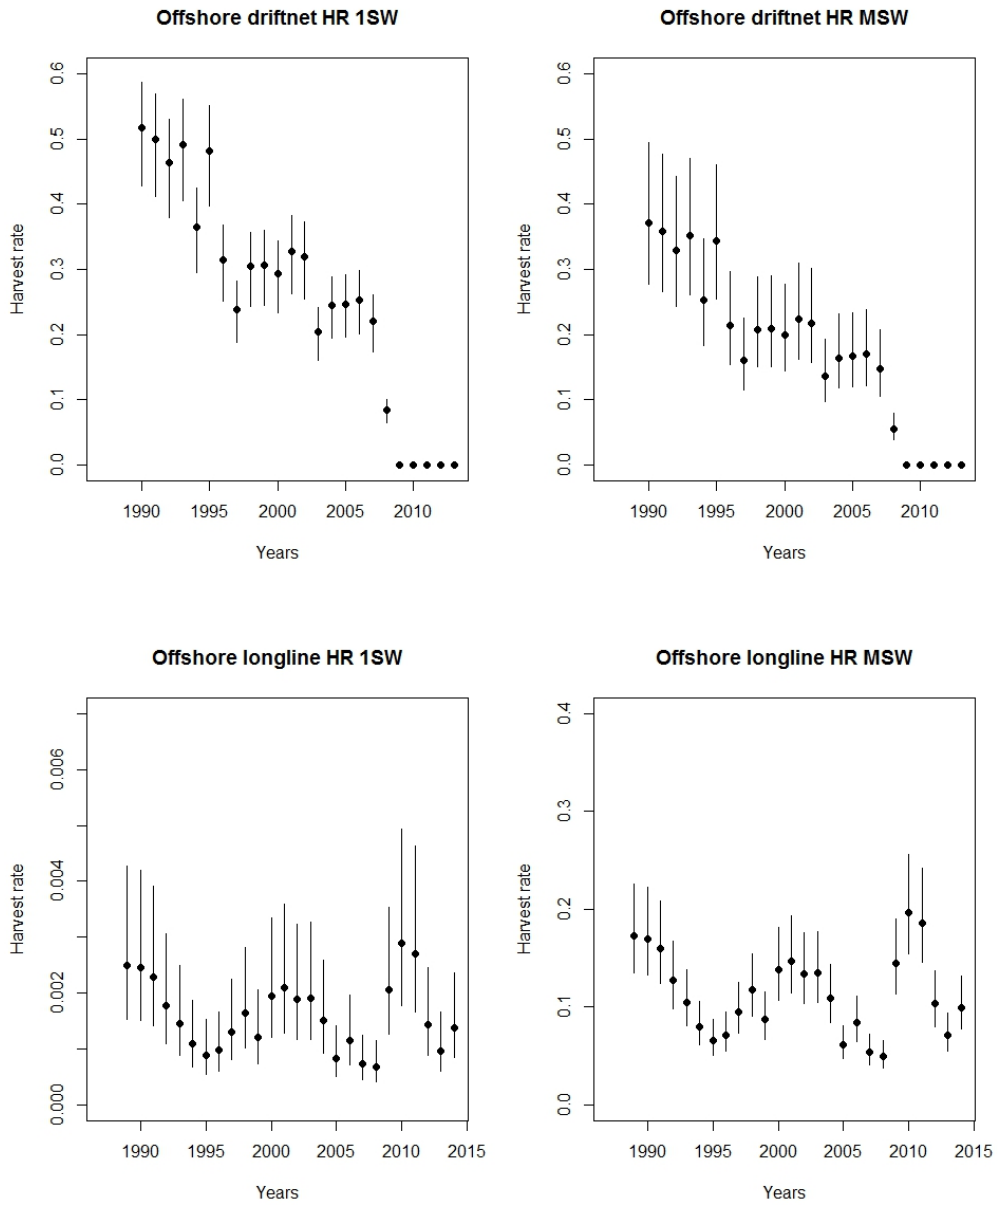 Offshore driftnet HR 1SW
Harvest rate
0.6
0.5
0.4
0.3
0.2
0.1
0.0
1990 1995 2000 2005 2010
Years
Offshore driftnet HR MSW
Harvest rate
0.6
0.5
0.4
0.3
0.2
0.1
0.0
1990 1995 2000 2005 2010
Years
Offshore longline HR 1SW
Harvest rate
0.006
0.004
0.002
0.000
1990 1995 2000 2005 2010 2015
Years
Offshore longline HR MSW
Harvest rate
0.4
0.3
0.2
0.1
0.0
1990 1995 2000 2005 2010 2015
Years